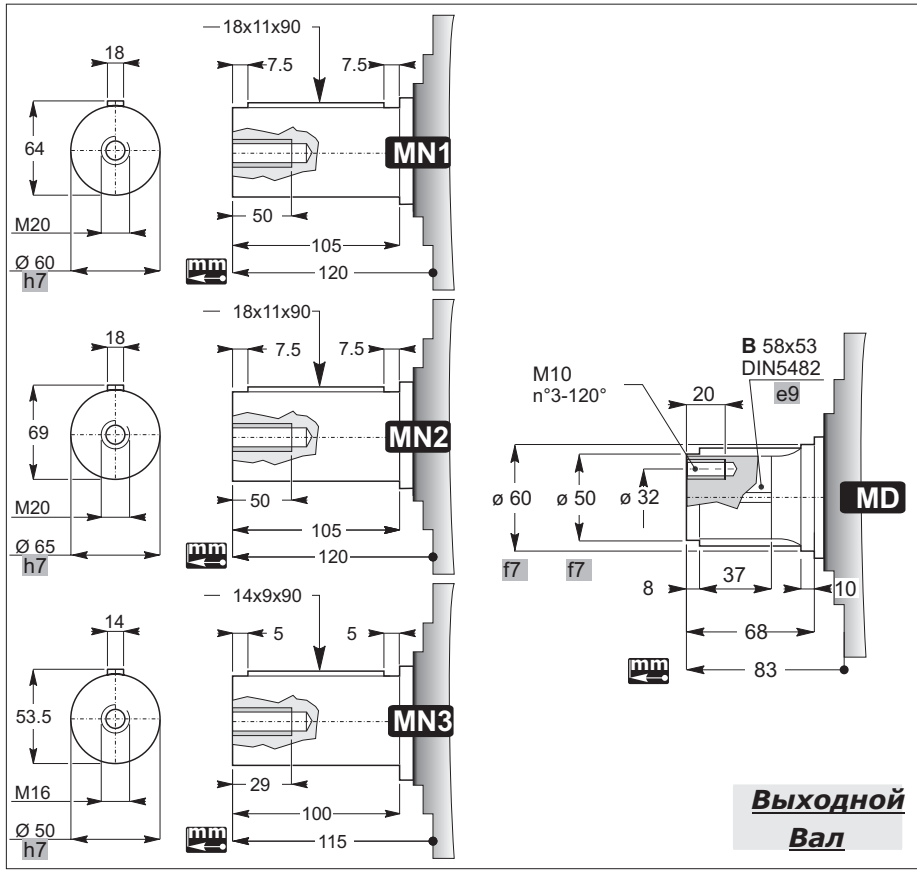 18
18x11x90
7.5
7.5
64
MN1
M20
50
105
Ø 60
h7
mm
120
18
18x11x90
7.5
7.5
69
MN2
M20
50
105
Ø 65
h7
mm
120
14
14x9x90
5
5
53.5
MN3
M16
29
100
Ø 50
h7
mm
115
B 58x53
DIN5482
e9
M10
n°3-120°
20
ø 60
ø 50
ø 32
MD
f7
f7
8
37
10
68
mm
83
Выходной
Вал